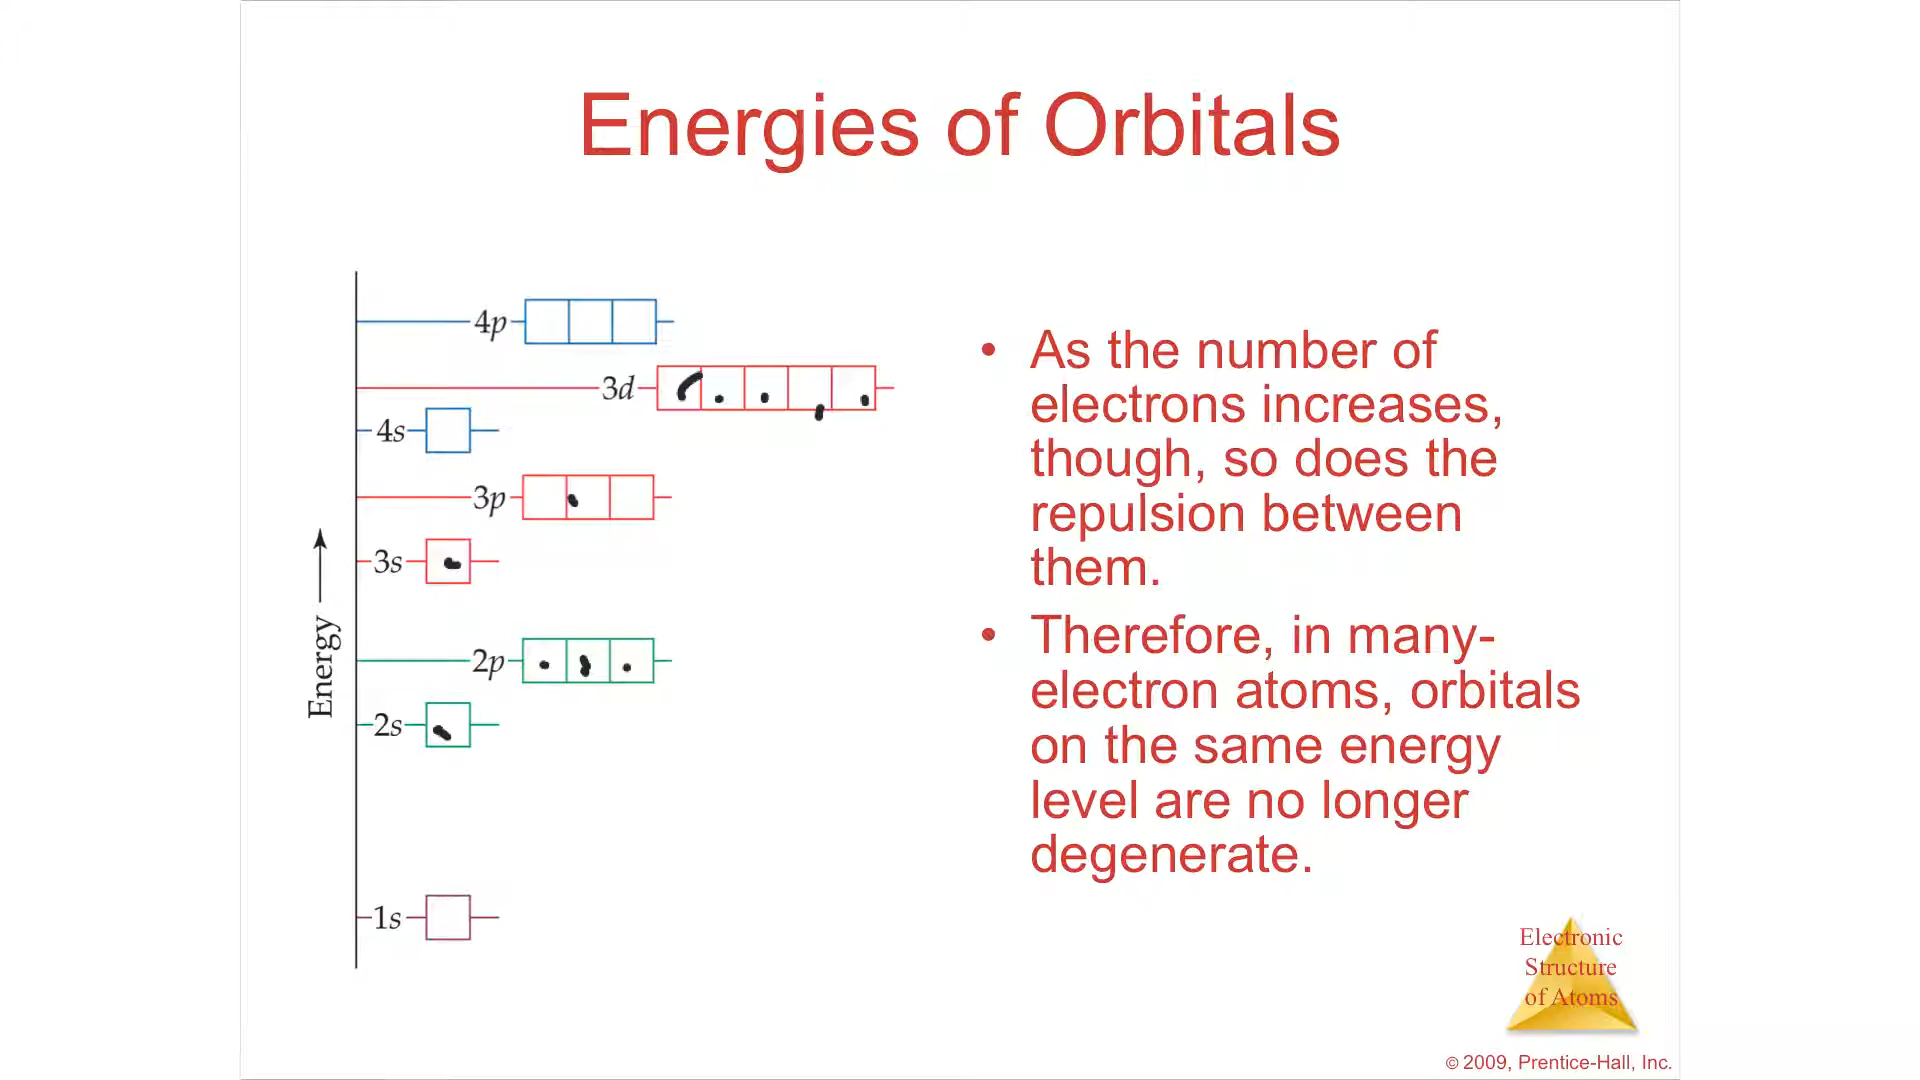 Energies of Orbitals
4p
3d
4s
3p
3s
2p
2s
1s
Energy
• As the number of
electrons increases,
though, so does the
repulsion between
them.
• Therefore, in many-
electron atoms, orbitals
on the same energy
level are no longer
degenerate.
Electronic
Structure
of Atoms
© 2009, Prentice-Hall, Inc.